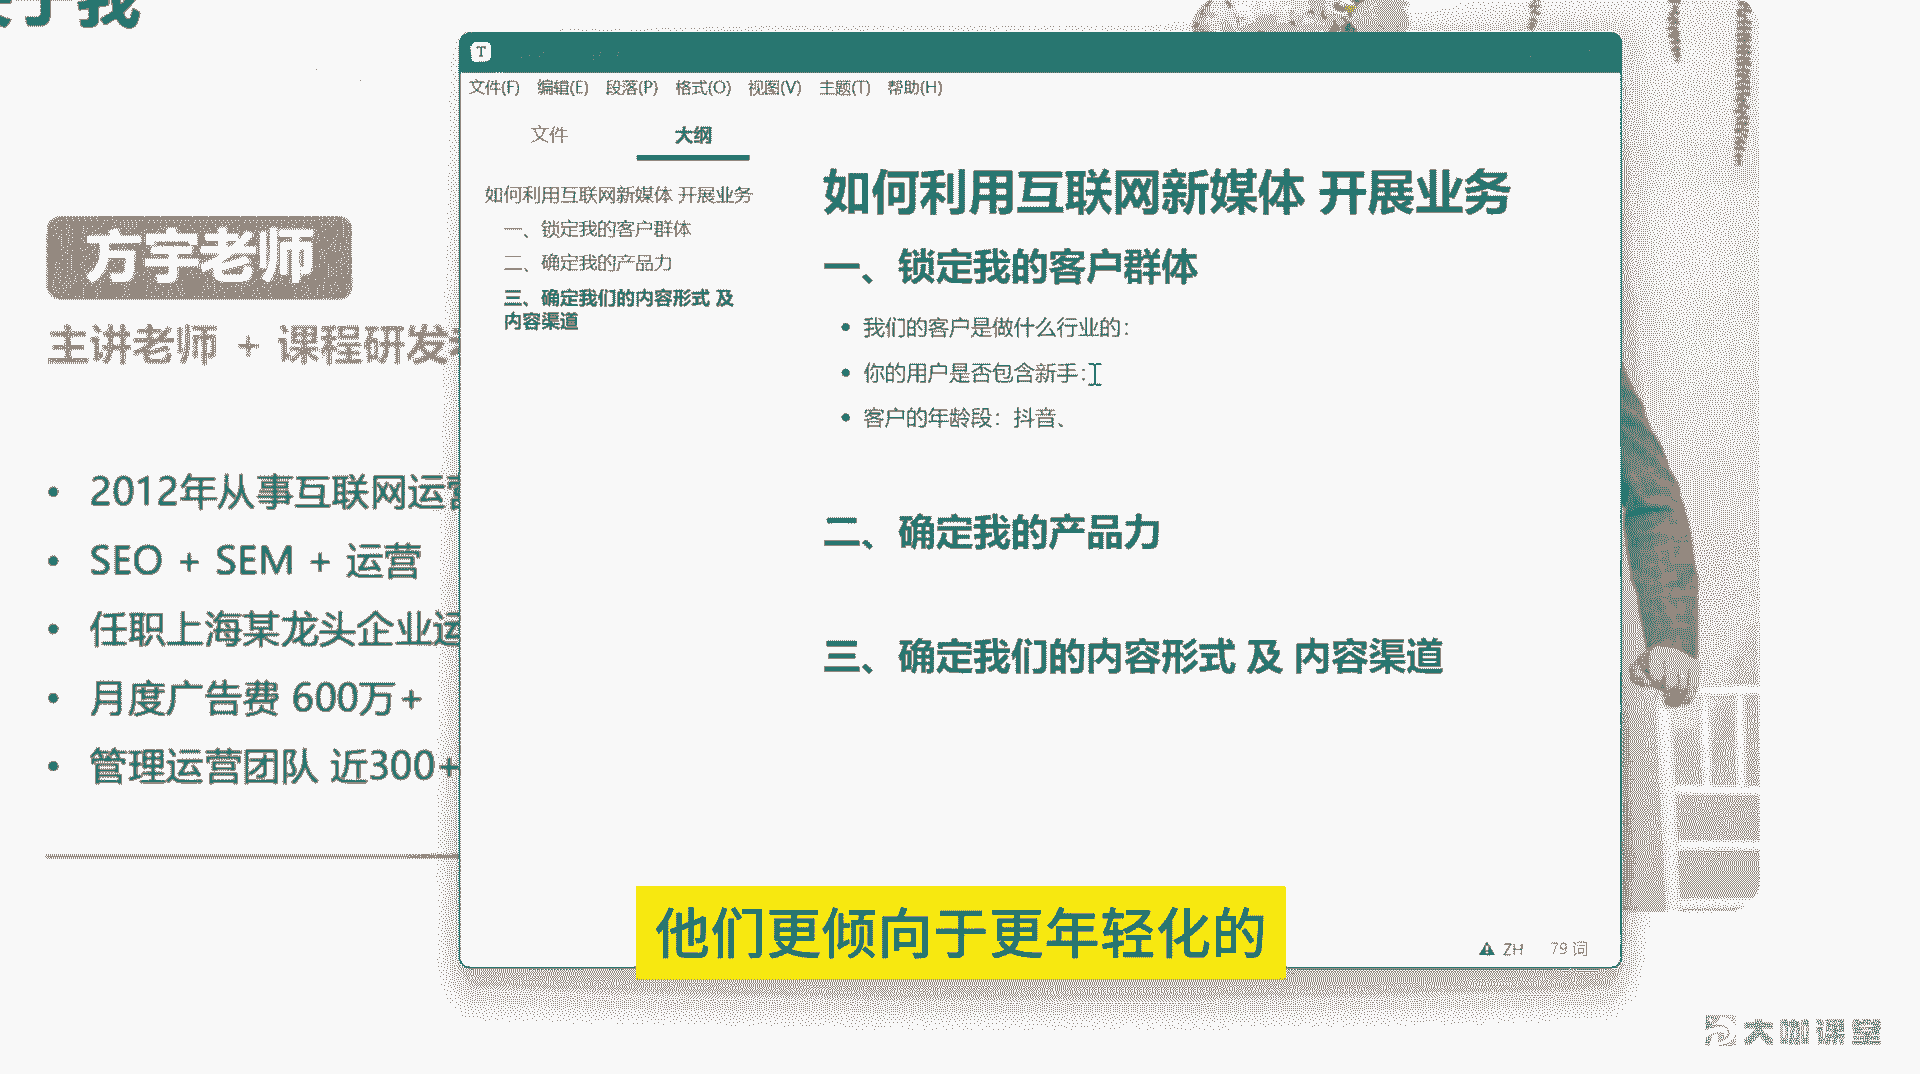 方宇老师
主讲老师 + 课程研发
2012年从事互联网运营
SEO + SEM + 运营
任职上海某龙头企业运
月度广告费 600万+
管理运营团队 近300+
T
文件(F) 编辑(E) 段落(P) 格式(O) 视图(V) 主题(T) 帮助(H)
文件 大纲
如何利用互联网新媒体 开展业务
一、锁定我的客户群体
二、确定我的产品力
三、确定我们的内容形式 及
内容渠道
如何利用互联网新媒体 开展业务
一、锁定我的客户群体
我们的客户是做什么行业的：
你的用户是否包含新手：
客户的年龄段：抖音、
二、确定我的产品力
三、确定我们的内容形式 及 内容渠道
ZH 79 词
他们更倾向于更年轻化的
大咖课堂